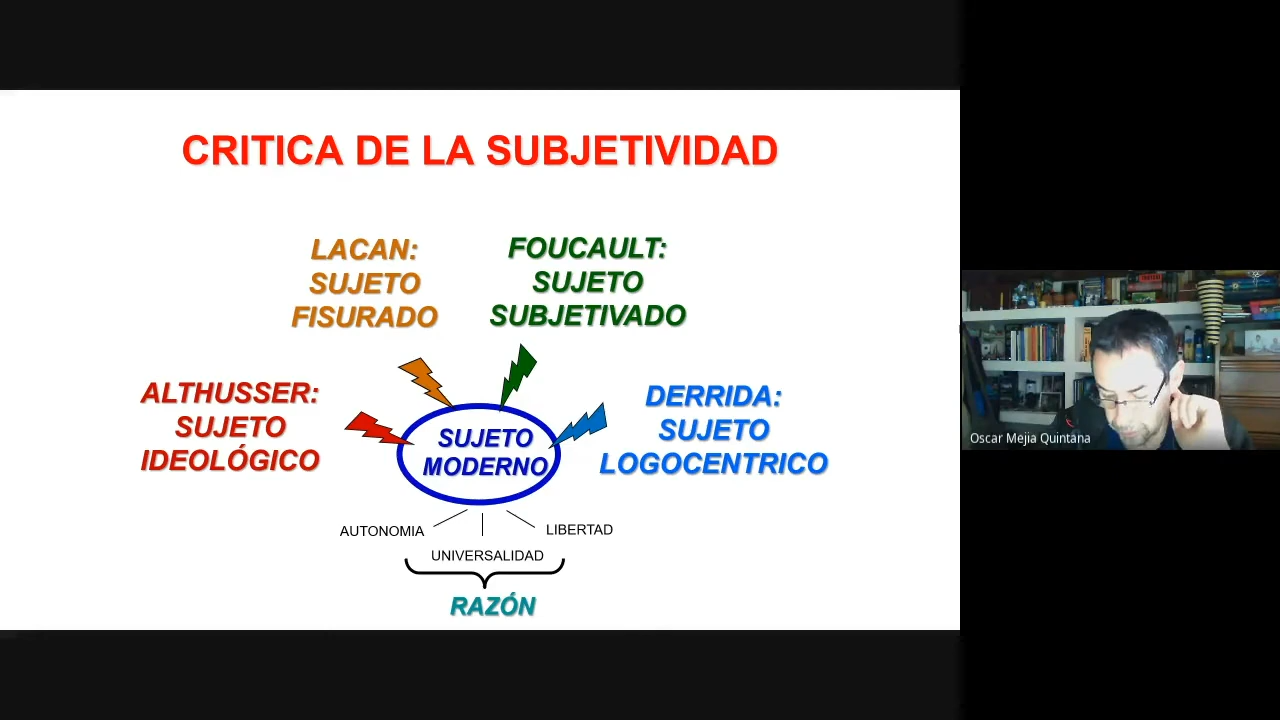 CRITICA DE LA SUBJETIVIDAD
LACAN:
SUJETO
FISURADO
FOUCAULT:
SUJETO
SUBJETIVADO
ALTHUSSER:
SUJETO
IDEOLÓGICO
DERRIDA:
SUJETO
LOGOCENTRICO
SUJETO
MODERNO
AUTONOMIA
UNIVERSALIDAD
LIBERTAD
RAZÓN
Oscar Mejia Quintana